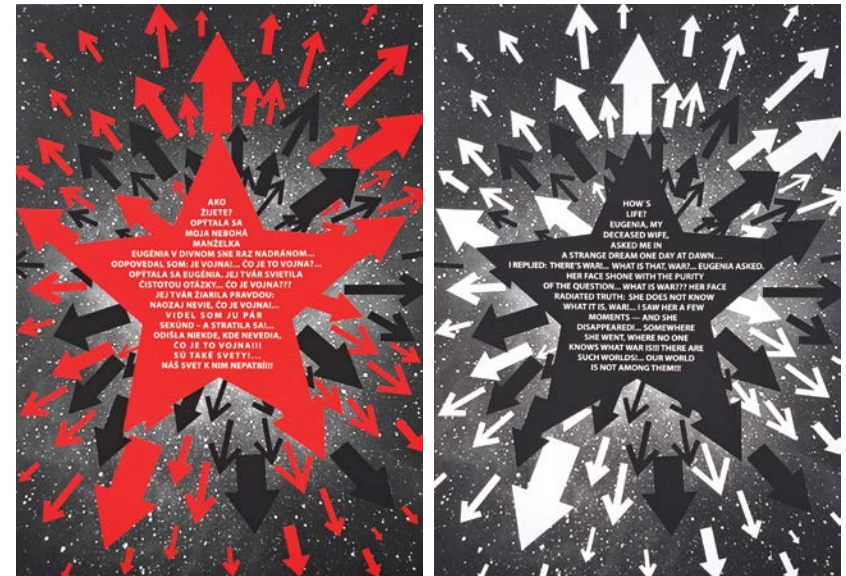 AKO
ŽIJETE?
OPÝTALA SA
MOJA NEBOHÁ
MANŽELKA
EUGÉNIA V DIVNOM SNE RAZ NADRÁNOM...
ODPOVEDAL SOM: JE VOJNA!... ČO JE TO VOJNA?...
OPÝTALA SA EUGÉNIA. JEJ TVÁR SVIETILA
ČISTOTOU OTÁZKY... ČO JE VOJNA???
JEJ TVÁR ŽIARILA PRAVDOU:
NAOZAJ NEVIE, ČO JE VOJNA!...
VIDEL SOM JU PÁR
SEKÚND – A STRATILA SA!...
ODIŠLA NIEKDE, KDE NEVEDIA,
ČO JE TO VOJNA!!!
SÚ TAKÉ SVETY!...
NÁŠ SVET K NIM NEPATRÍ!!!
HOW´S
LIFE?
EUGENIA, MY
DECEASED WIFE,
ASKED ME IN
A STRANGE DREAM ONE DAY AT DAWN...
I REPLIED: THERE'S WAR!... WHAT IS THAT, WAR?... EUGENIA ASKED.
HER FACE SHONE WITH THE PURITY
OF THE QUESTION... WHAT IS WAR??? HER FACE
RADIATED TRUTH: SHE DOES NOT KNOW
WHAT IT IS, WAR!... I SAW HER A FEW
MOMENTS — AND SHE
DISAPPEARED!... SOMEWHERE
SHE WENT, WHERE NO ONE
KNOWS WHAT WAR IS!!! THERE ARE
SUCH WORLDS!... OUR WORLD
IS NOT AMONG THEM!!!